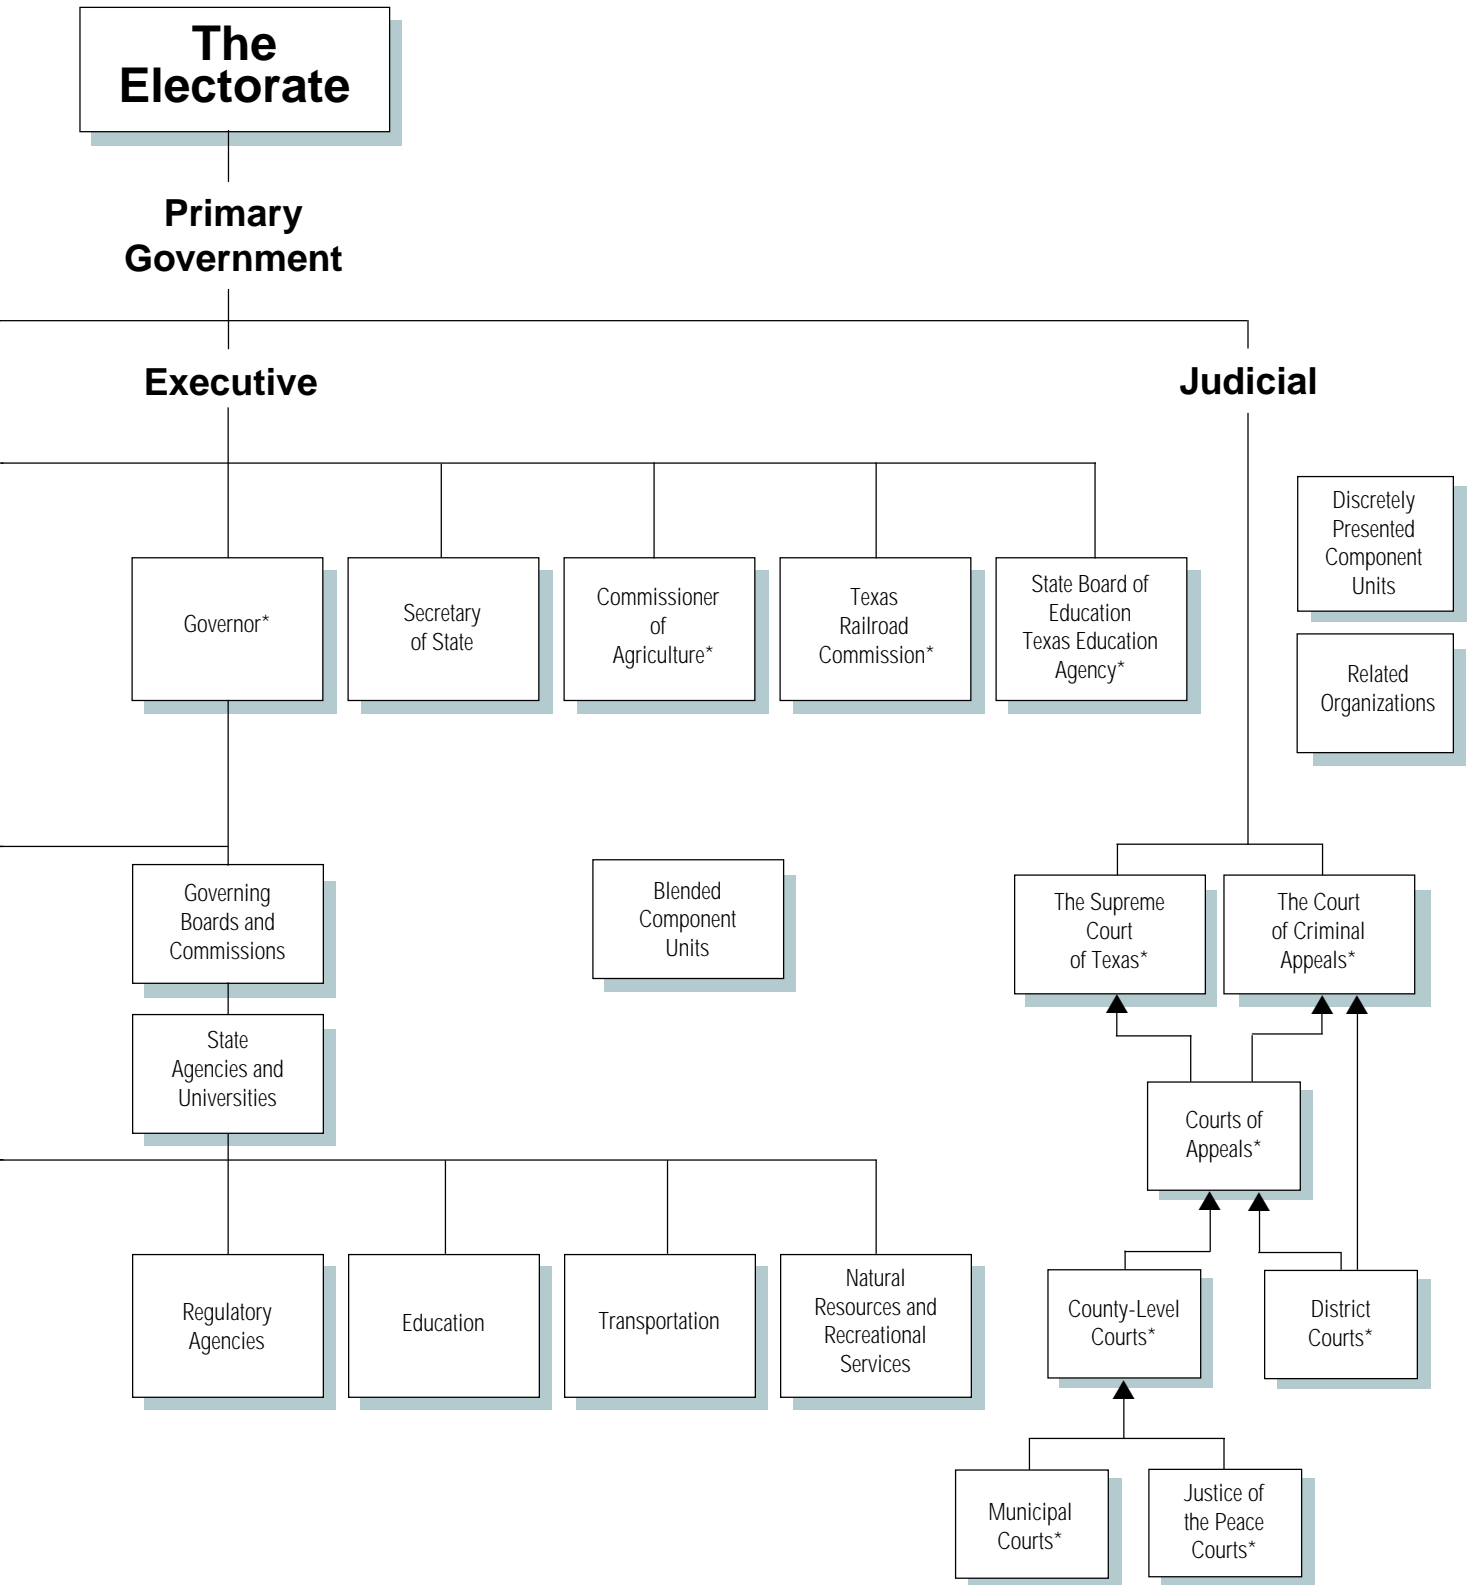 The
Electorate
Primary
Government
Executive
Judicial
Governor*
Secretary
of State
Commissioner
of
Agriculture*
Texas
Railroad
Commission*
State Board of
Education
Texas Education
Agency*
Discretely
Presented
Component
Units
Related
Organizations
Governing
Boards and
Commissions
Blended
Component
Units
The Supreme
Court
of Texas*
The Court
of Criminal
Appeals*
State
Agencies and
Universities
Courts of
Appeals*
Regulatory
Agencies
Education
Transportation
Natural
Resources and
Recreational
Services
County-Level
Courts*
District
Courts*
Municipal
Courts*
Justice of
the Peace
Courts*